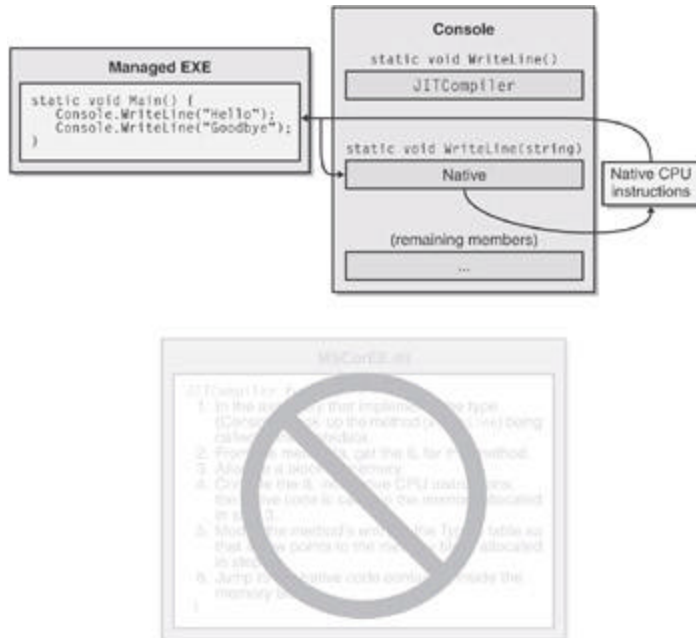 Console
static void WriteLine()
JITCompiler
Managed EXE
static void Main() {
Console.WriteLine("Hello");
Console.WriteLine("Goodbye");
}
static void WriteLine(string)
Native
Native CPU
instructions
(remaining members)
...
MSCorEE.dll
JITCompiler
1. In the that implements the type
(Console), look up the method (WriteLine) being
called
2. From the metadata, get the IL for this method.
3. Allocate a block of memory.
4. Compile the IL into native CPU instructions;
the native code is saved in the memory allocated
in step 3.
5. Modify the method's entry in the Type's table so
that it now points to the memory block allocated
in step 3.
6. Jump to the native code contained inside the
memory block.
}